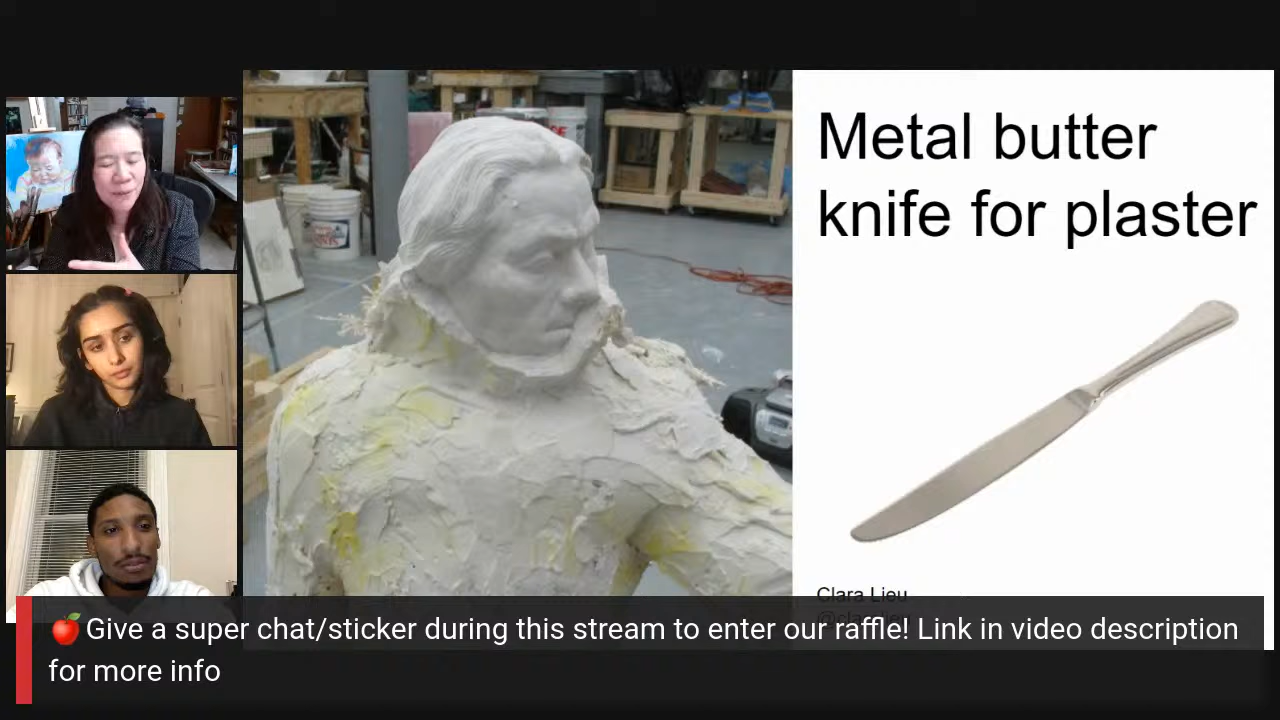 Metal butter
knife for plaster
Clara Lieu
🍎Give a super chat/sticker during this stream to enter our raffle! Link in video description
for more info